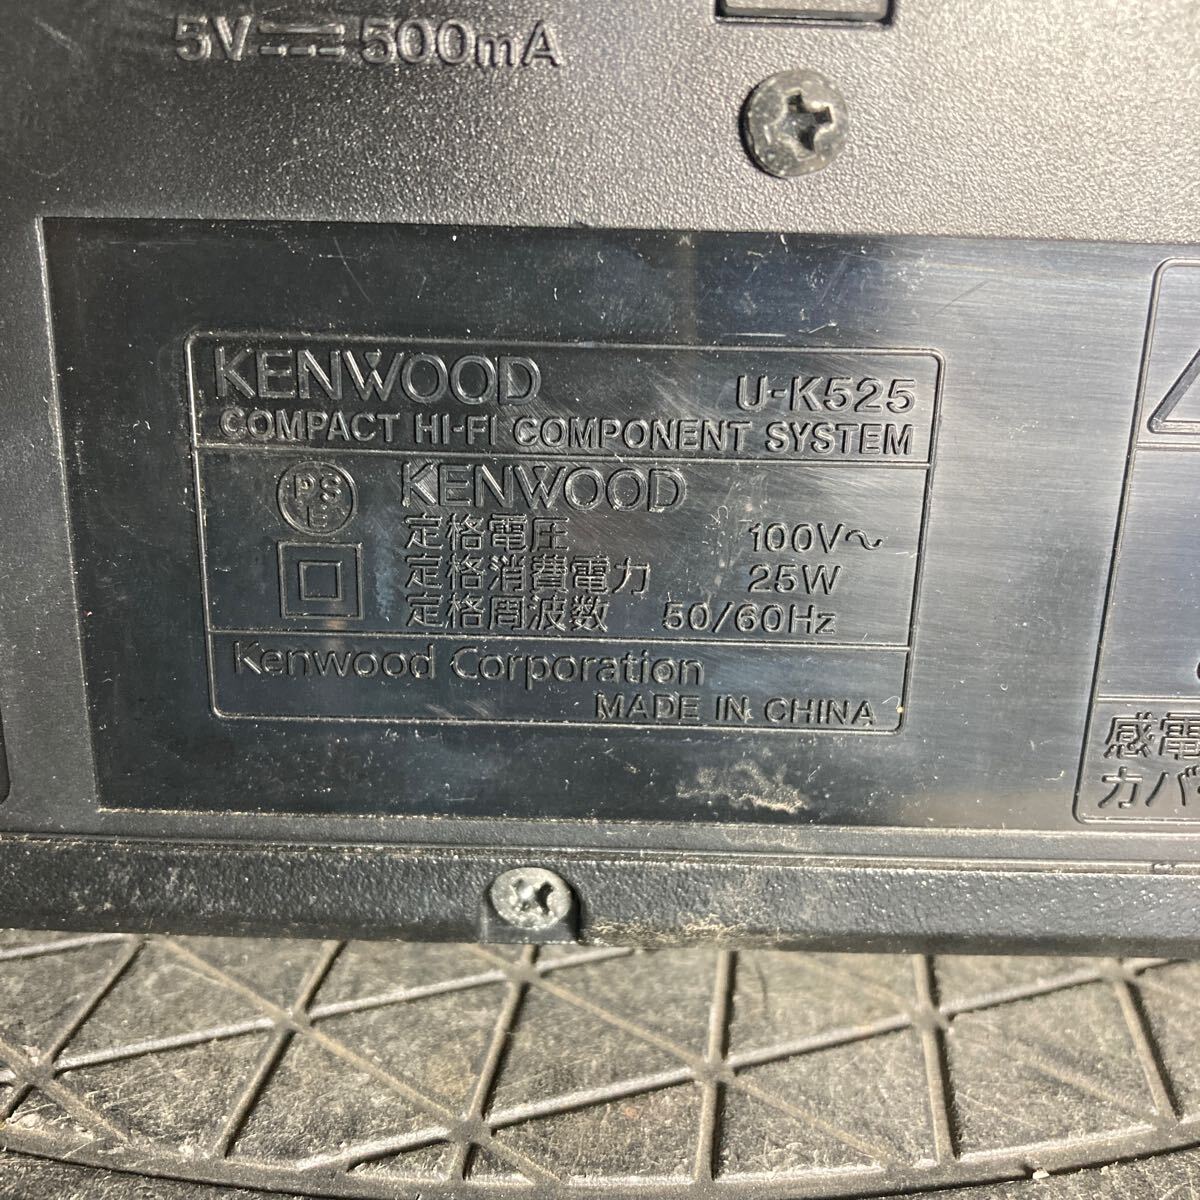 5V⎓500mA
KENWOOD U-K525
COMPACT HI-FI COMPONENT SYSTEM
PSE KENWOOD
定格電圧 100V～
定格消費電力 25W
定格周波数 50/60Hz
Kenwood Corporation
MADE IN CHINA
感電
カバ